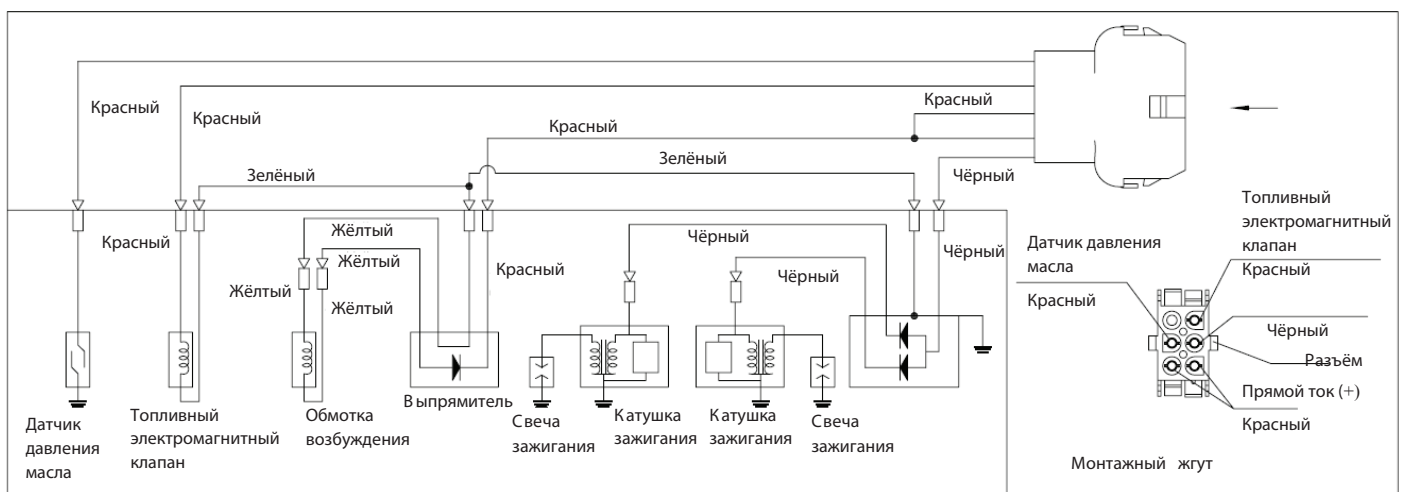 Красный
Красный
Красный
Красный
Зелёный
Зелёный
Чёрный
Красный
Жёлтый
Жёлтый
Жёлтый
Жёлтый
Красный
Чёрный
Чёрный
Чёрный
Датчик
давления
масла
Топливный
электромагнитный
клапан
Обмотка
возбуждения
Выпрямитель
Свеча
зажигания
Катушка
зажигания
Катушка
зажигания
Свеча
зажигания
Топливный
электромагнитный
клапан
Красный
Датчик давления
масла
Красный
Чёрный
Разъём
Прямой ток (+)
Красный
Монтажный жгут